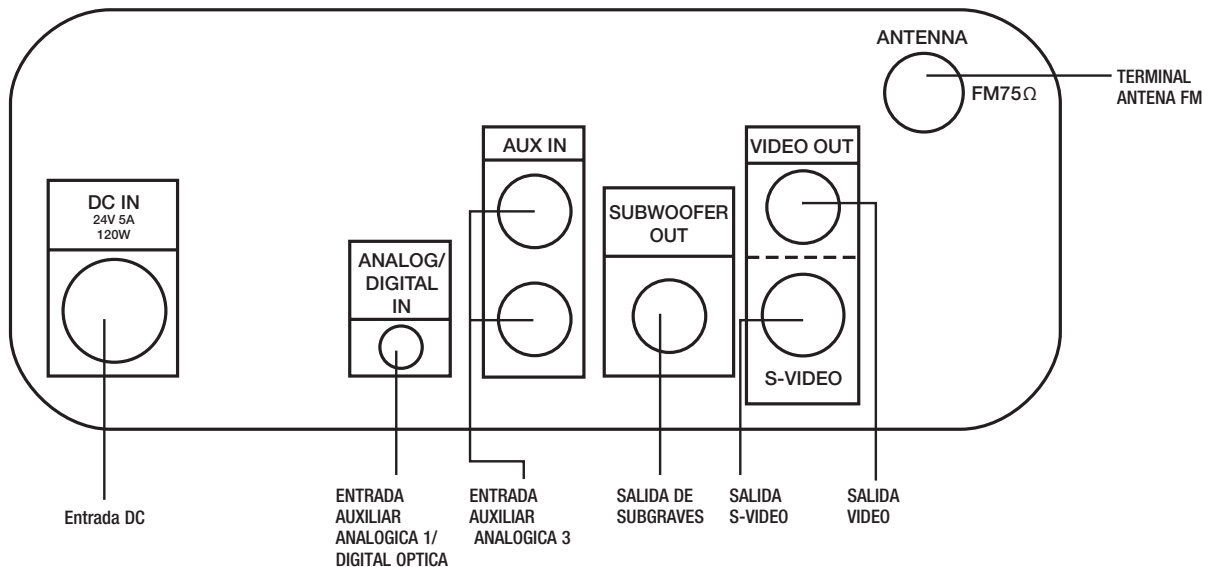 ANTENNA
FM75Ω
TERMINAL
ANTENA FM
DC IN
24V 5A
120W
ANALOG/
DIGITAL
IN
AUX IN
SUBWOOFER
OUT
VIDEO OUT
S-VIDEO
Entrada DC
ENTRADA
AUXILIAR
ANALOGICA 1/
DIGITAL OPTICA
ENTRADA
AUXILIAR
ANALOGICA 3
SALIDA DE
SUBGRAVES
SALIDA
S-VIDEO
SALIDA
VIDEO